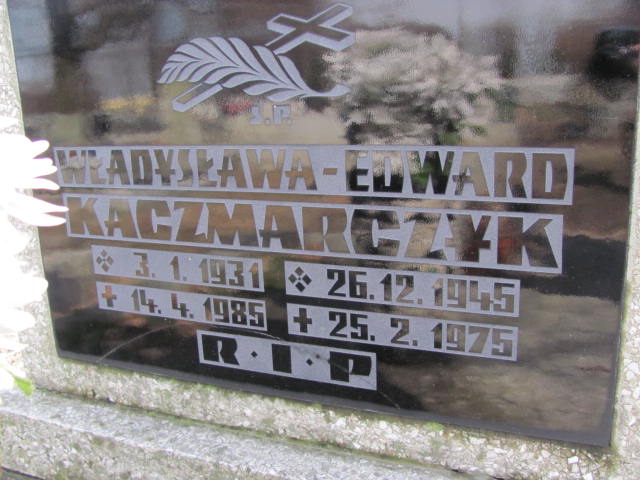 Ś.P.
WŁADYSŁAWA - EDWARD
KACZMARCZYK
3.1.1931 26.12.1945
14.4.1985 25.2.1975
R.I.P